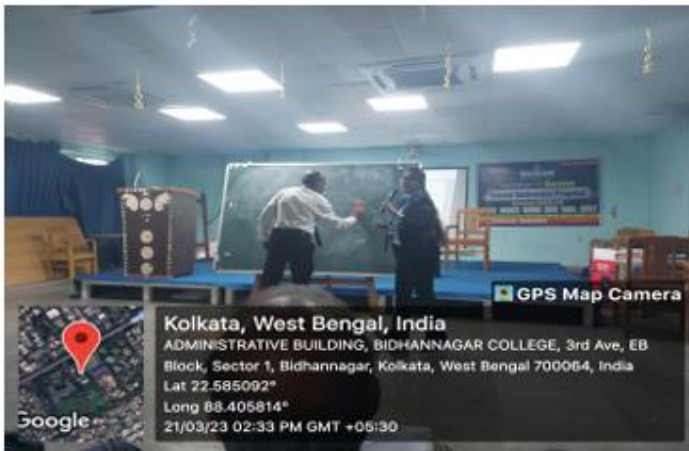 GPS Map Camera
Kolkata, West Bengal, India
ADMINISTRATIVE BUILDING, BIDHANNAGAR COLLEGE, 3rd Ave, EB
Block, Sector 1, Bidhannagar, Kolkata, West Bengal 700064, India
Lat 22.585092°
Long 88.405814°
21/03/23 02:33 PM GMT +05:30
Google